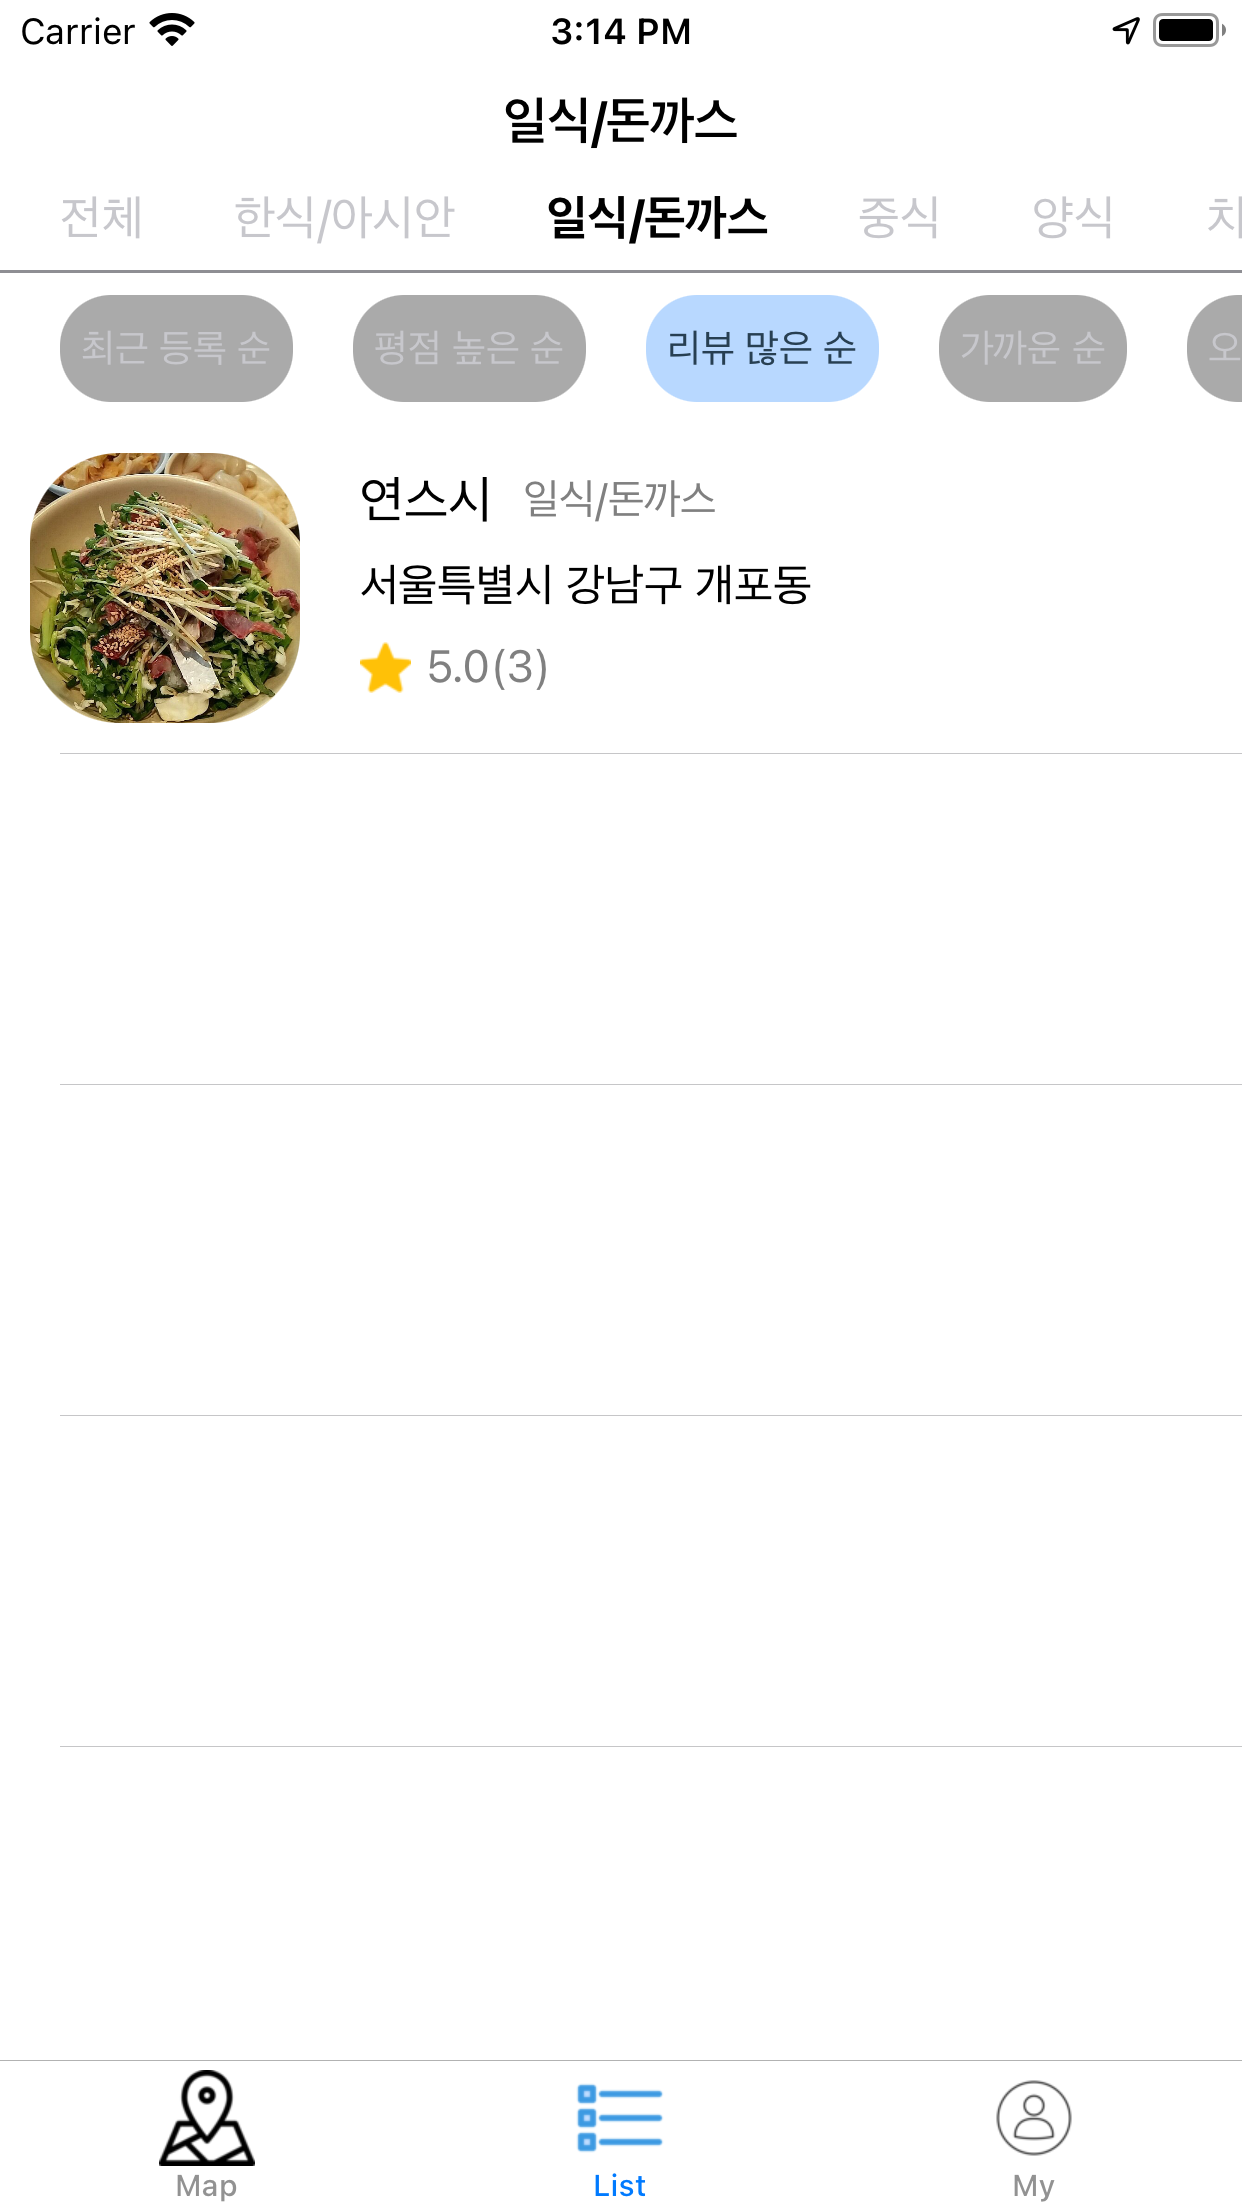 Carrier 3:14 PM
일식/돈까스
전체 한식/아시안 일식/돈까스 중식 양식
최근 등록 순 평점 높은 순 리뷰 많은 순 가까운 순
연스시 일식/돈까스
서울특별시 강남구 개포동
5.0(3)
Map List My